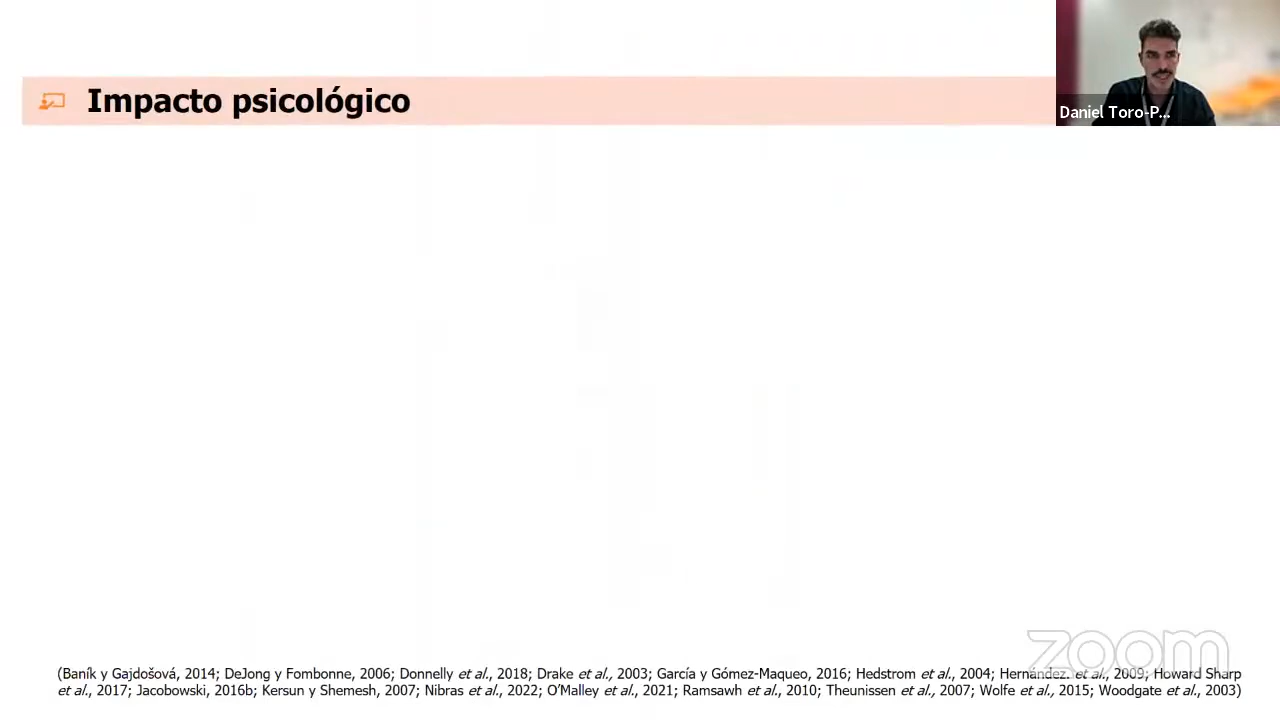 Impacto psicológico
Daniel Toro-P...
zoom
(Baník y Gajdošová, 2014; DeJong y Fombonne, 2006; Donnelly et al., 2018; Drake et al., 2003; García y Gómez-Maqueo, 2016; Hedstrom et al., 2004; Hernández. et al., 2009; Howard Sharp
et al., 2017; Jacobowski, 2016b; Kersun y Shemesh, 2007; Nibras et al., 2022; O’Malley et al., 2021; Ramsawh et al., 2010; Theunissen et al., 2007; Wolfe et al., 2015; Woodgate et al., 2003)